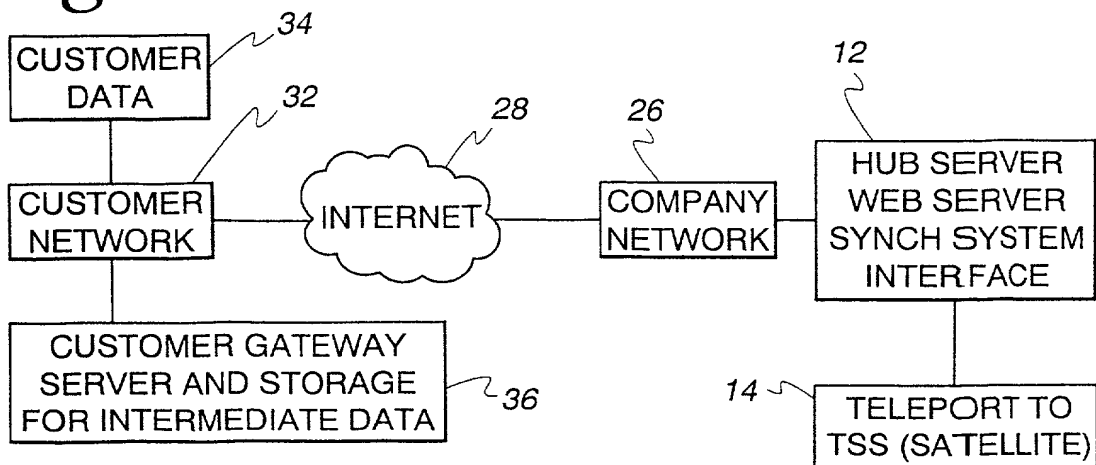 34
CUSTOMER
DATA
32
CUSTOMER
NETWORK
28
INTERNET
26
COMPANY
NETWORK
12
HUB SERVER
WEB SERVER
SYNCH SYSTEM
INTERFACE
CUSTOMER GATEWAY
SERVER AND STORAGE
FOR INTERMEDIATE DATA
36
14
TELEPORT TO
TSS (SATELLITE)